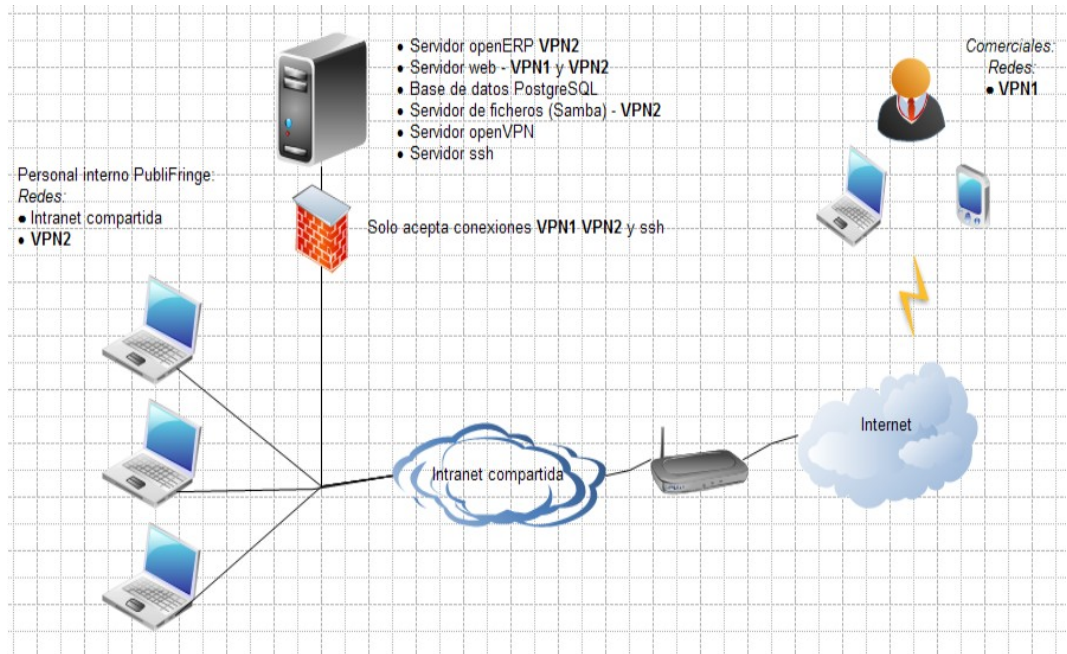 • Servidor openERP VPN2
• Servidor web - VPN1 y VPN2
• Base de datos PostgreSQL
• Servidor de ficheros (Samba) - VPN2
• Servidor openVPN
• Servidor ssh
Comerciales:
Redes:
• VPN1
Personal interno PubliFringe:
Redes:
• Intranet compartida
• VPN2
Solo acepta conexiones VPN1 VPN2 y ssh
Internet
Intranet compartida